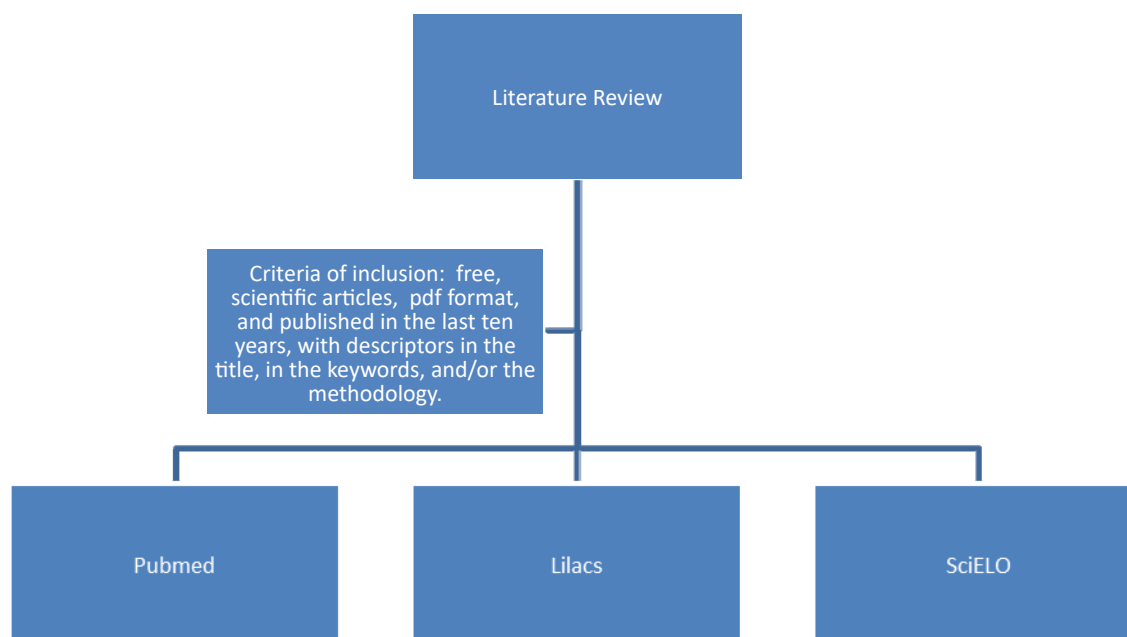 Literature Review
Criteria of inclusion: free,
scientific articles, pdf format,
and published in the last ten
years, with descriptors in the
title, in the keywords, and/or the
methodology.
Pubmed
Lilacs
SciELO